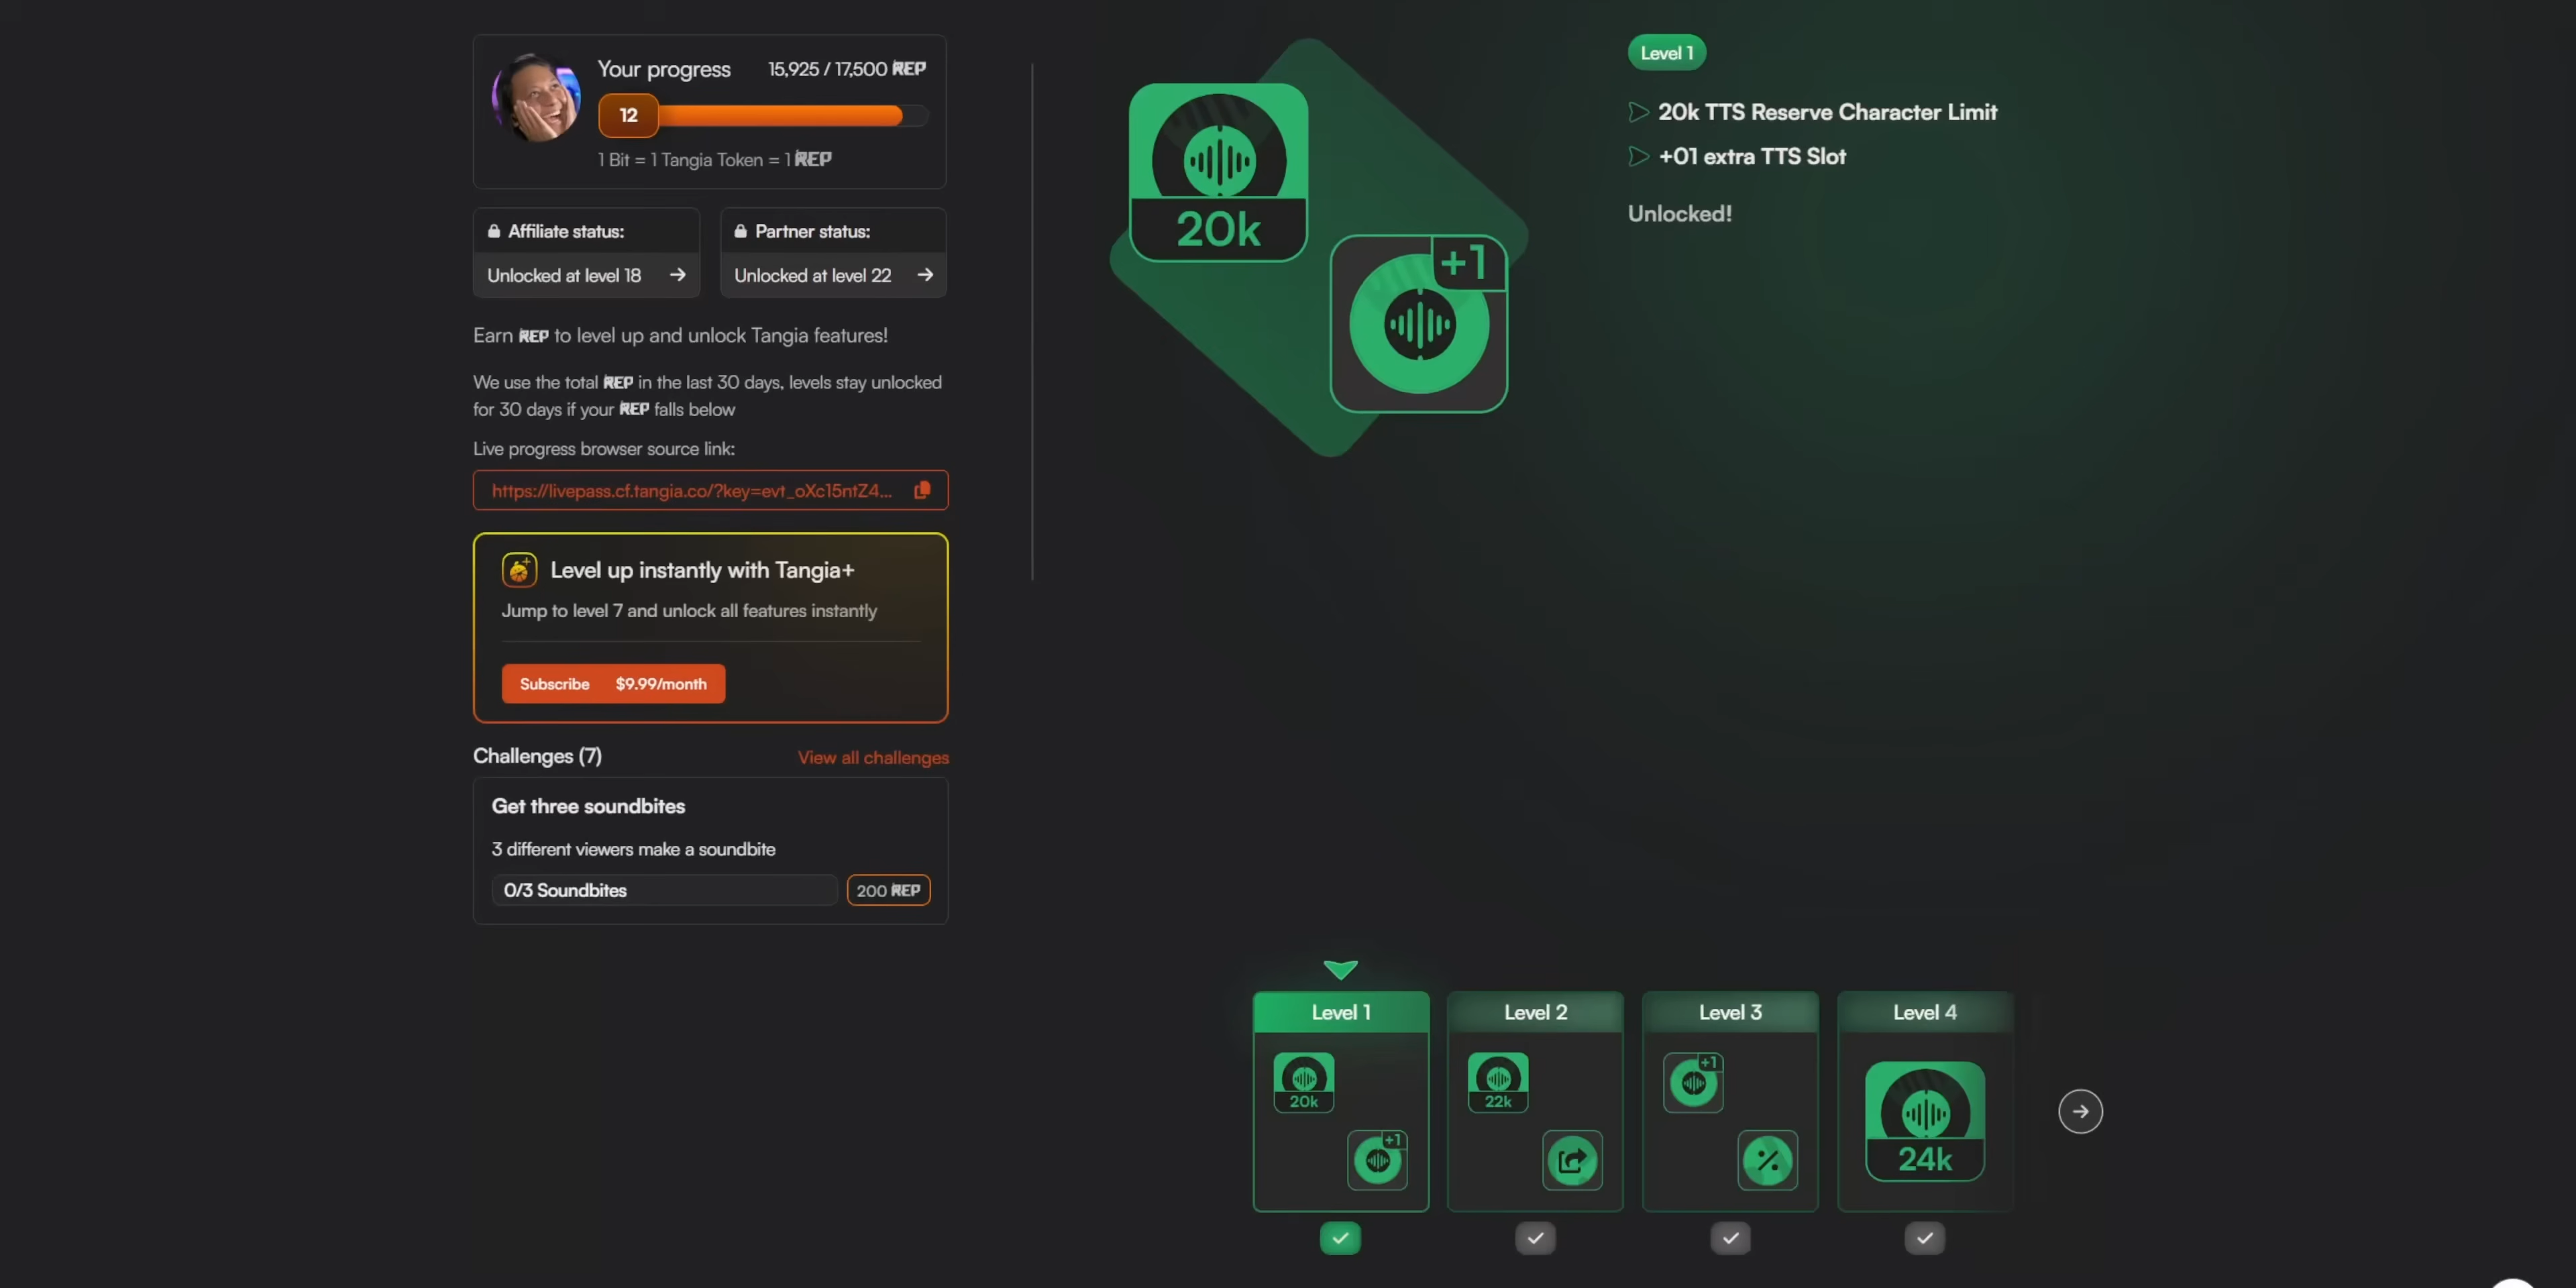 Your progress 15,925 / 17,500 REP
12
1 Bit = 1 Tangia Token = 1 REP
Affiliate status:
Unlocked at level 18
Partner status:
Unlocked at level 22
Earn REP to level up and unlock Tangia features!
We use the total REP in the last 30 days, levels stay unlocked
for 30 days if your REP falls below
Live progress browser source link:
https://livepass.cf.tangia.co/?key=evt_oXc15ntZ4...
Level up instantly with Tangia+
Jump to level 7 and unlock all features instantly
Subscribe $9.99/month
Challenges (7) View all challenges
Get three soundbites
3 different viewers make a soundbite
0/3 Soundbites 200 REP
20k
+1
Level 1
20k TTS Reserve Character Limit
+01 extra TTS Slot
Unlocked!
Level 1
20k
+1
Level 2
22k
Level 3
+1
%
Level 4
24k